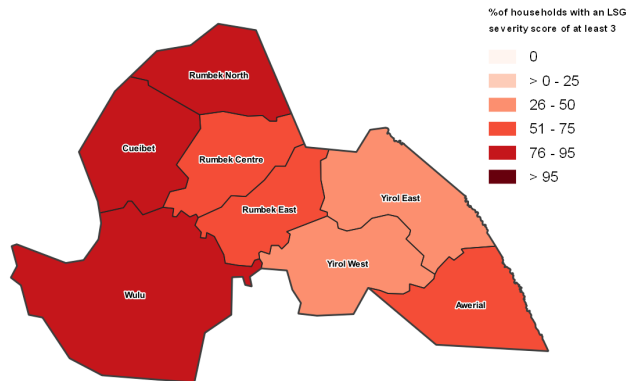 %of households with an LSG
severity score of at least 3
0
> 0 - 25
26 - 50
51 - 75
76 - 95
> 95
Rumbek North
Cueibet
Rumbek Centre
Yirol East
Rumbek East
Yirol West
Wulu
Awerial